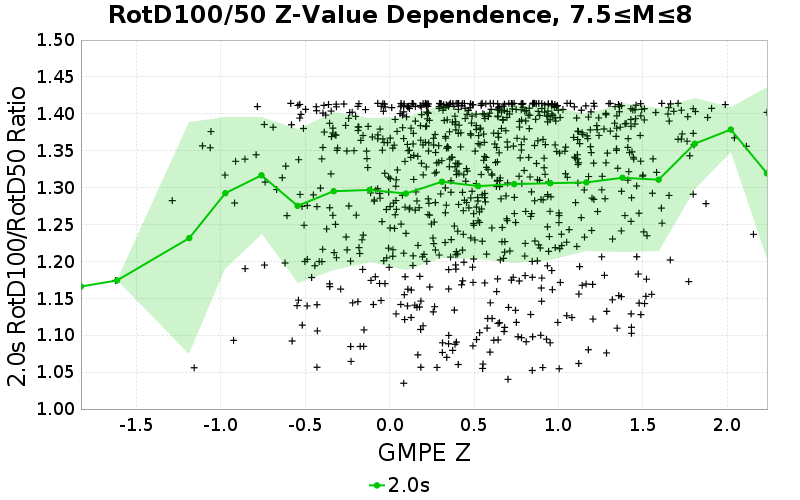 RotD100/50 Z-Value Dependence, 7.5≤M≤8
2.0s RotD100/RotD50 Ratio
1.50
1.45
1.40
1.35
1.30
1.25
1.20
1.15
1.10
1.05
1.00
-1.5 -1.0 -0.5 0.0 0.5 1.0 1.5 2.0
GMPE Z
2.0s